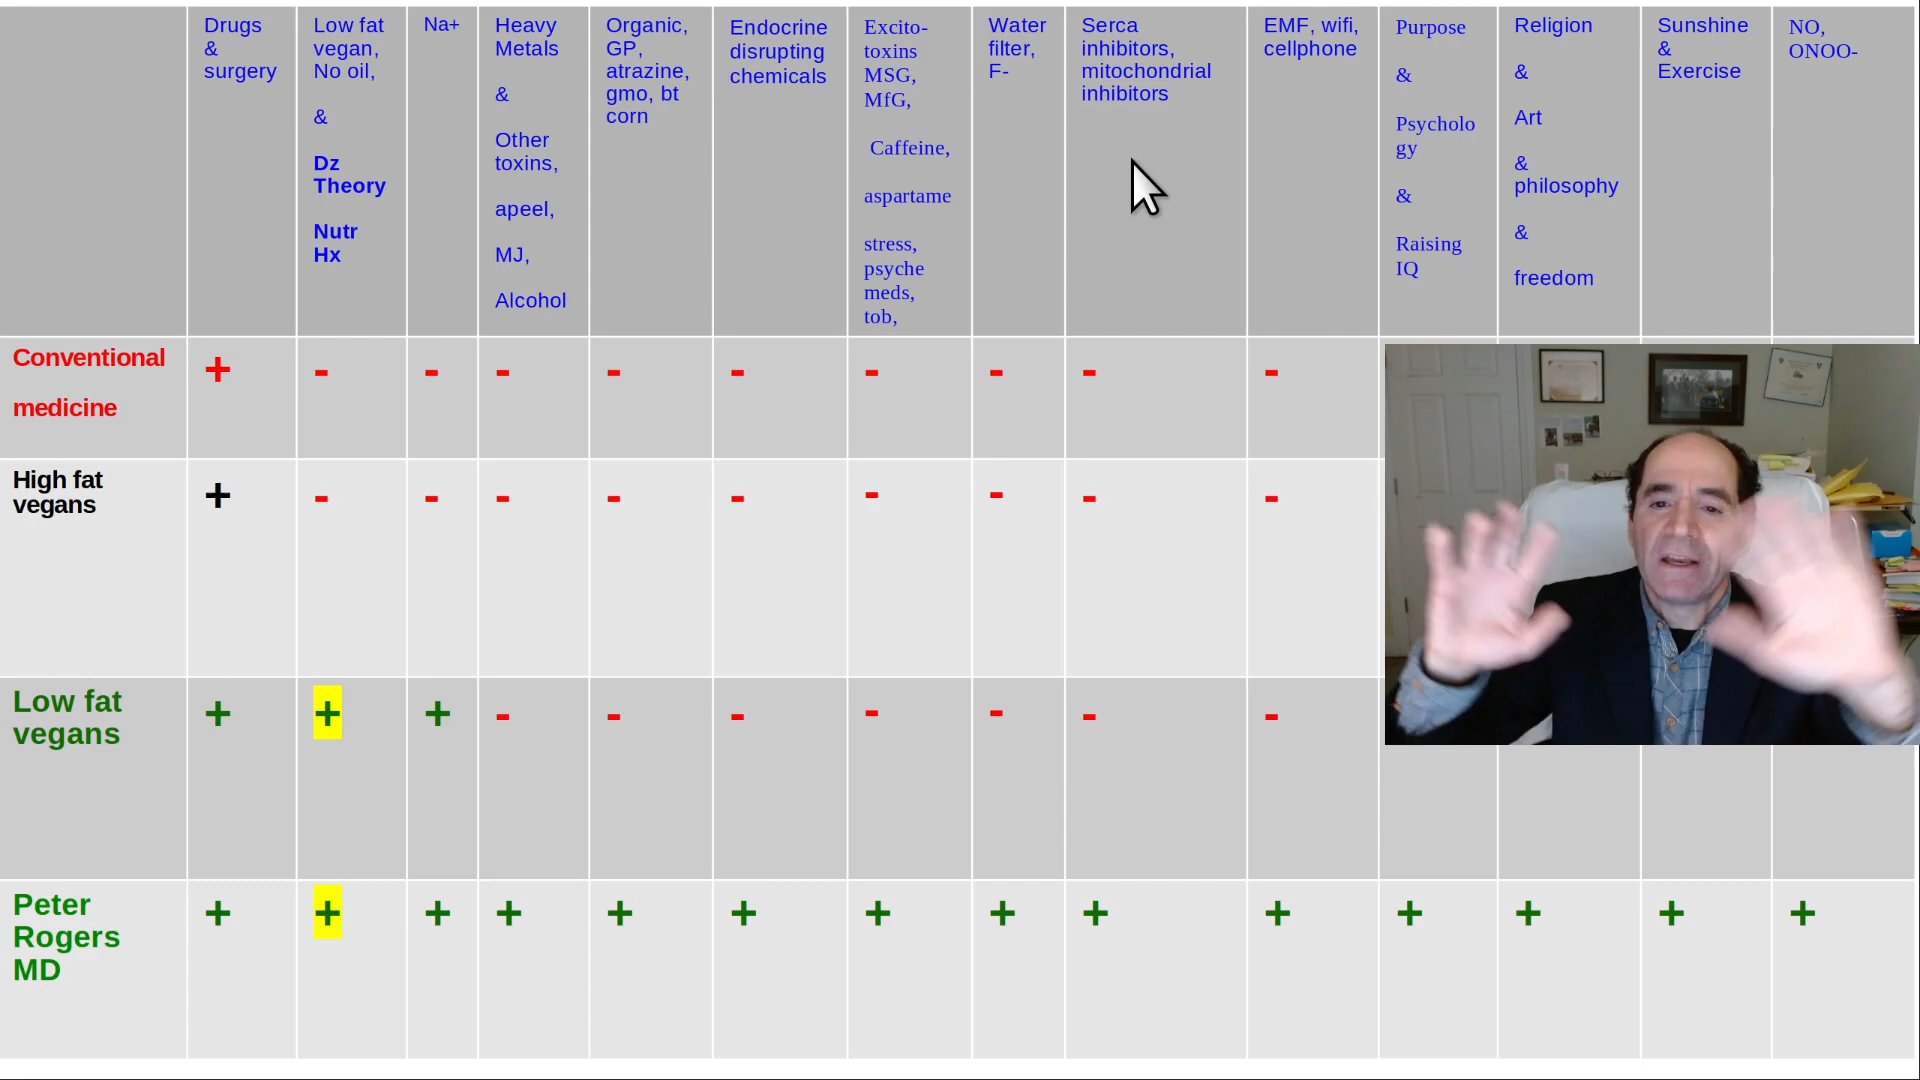 Drugs
&
surgery
Low fat
vegan,
No oil,
&
Dz
Theory
Nutr
Hx
Na+
Heavy
Metals
&
Other
toxins,
apeel,
MJ,
Alcohol
Organic,
GP,
atrazine,
gmo, bt
corn
Endocrine
disrupting
chemicals
Excito-
toxins
MSG,
MfG,
Caffeine,
aspartame
stress,
psyche
meds,
tob,
Water
filter,
F-
Serca
inhibitors,
mitochondrial
inhibitors
EMF, wifi,
cellphone
Purpose
&
Psycholo
gy
&
Raising
IQ
Religion
&
Art
&
philosophy
&
freedom
Sunshine
&
Exercise
NO,
ONOO-
Conventional
medicine
+ - - - - - - - - -
High fat
vegans
+ - - - - - - - - -
Low fat
vegans
+ + + - - - - - - -
Peter
Rogers
MD
+ + + + + + + + + + + + + +